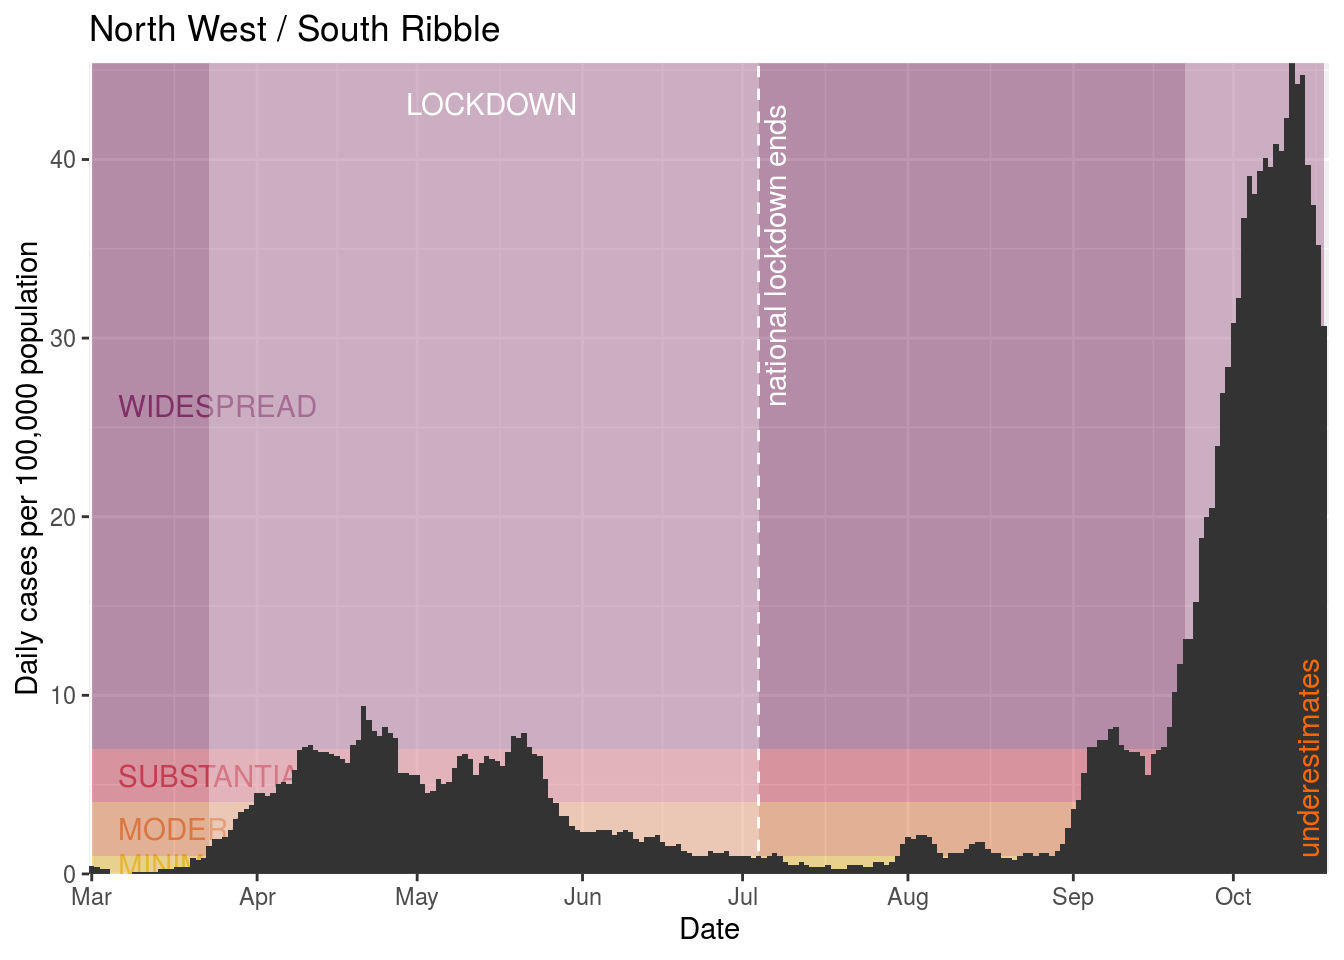 North West / South Ribble
LOCKDOWN
national lockdown ends
WIDESPREAD
SUBSTANTIA
MODER
MINIM
underestimates
Daily cases per 100,000 population
40
30
20
10
0
Mar Apr May Jun Jul Aug Sep Oct
Date